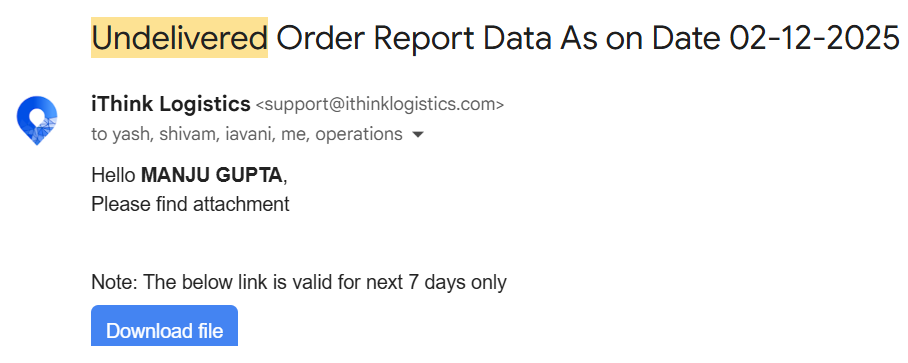 Undelivered Order Report Data As on Date 02-12-2025
iThink Logistics <support@ithinklogistics.com>
to yash, shivam, iavani, me, operations
Hello MANJU GUPTA,
Please find attachment
Note: The below link is valid for next 7 days only
Download file